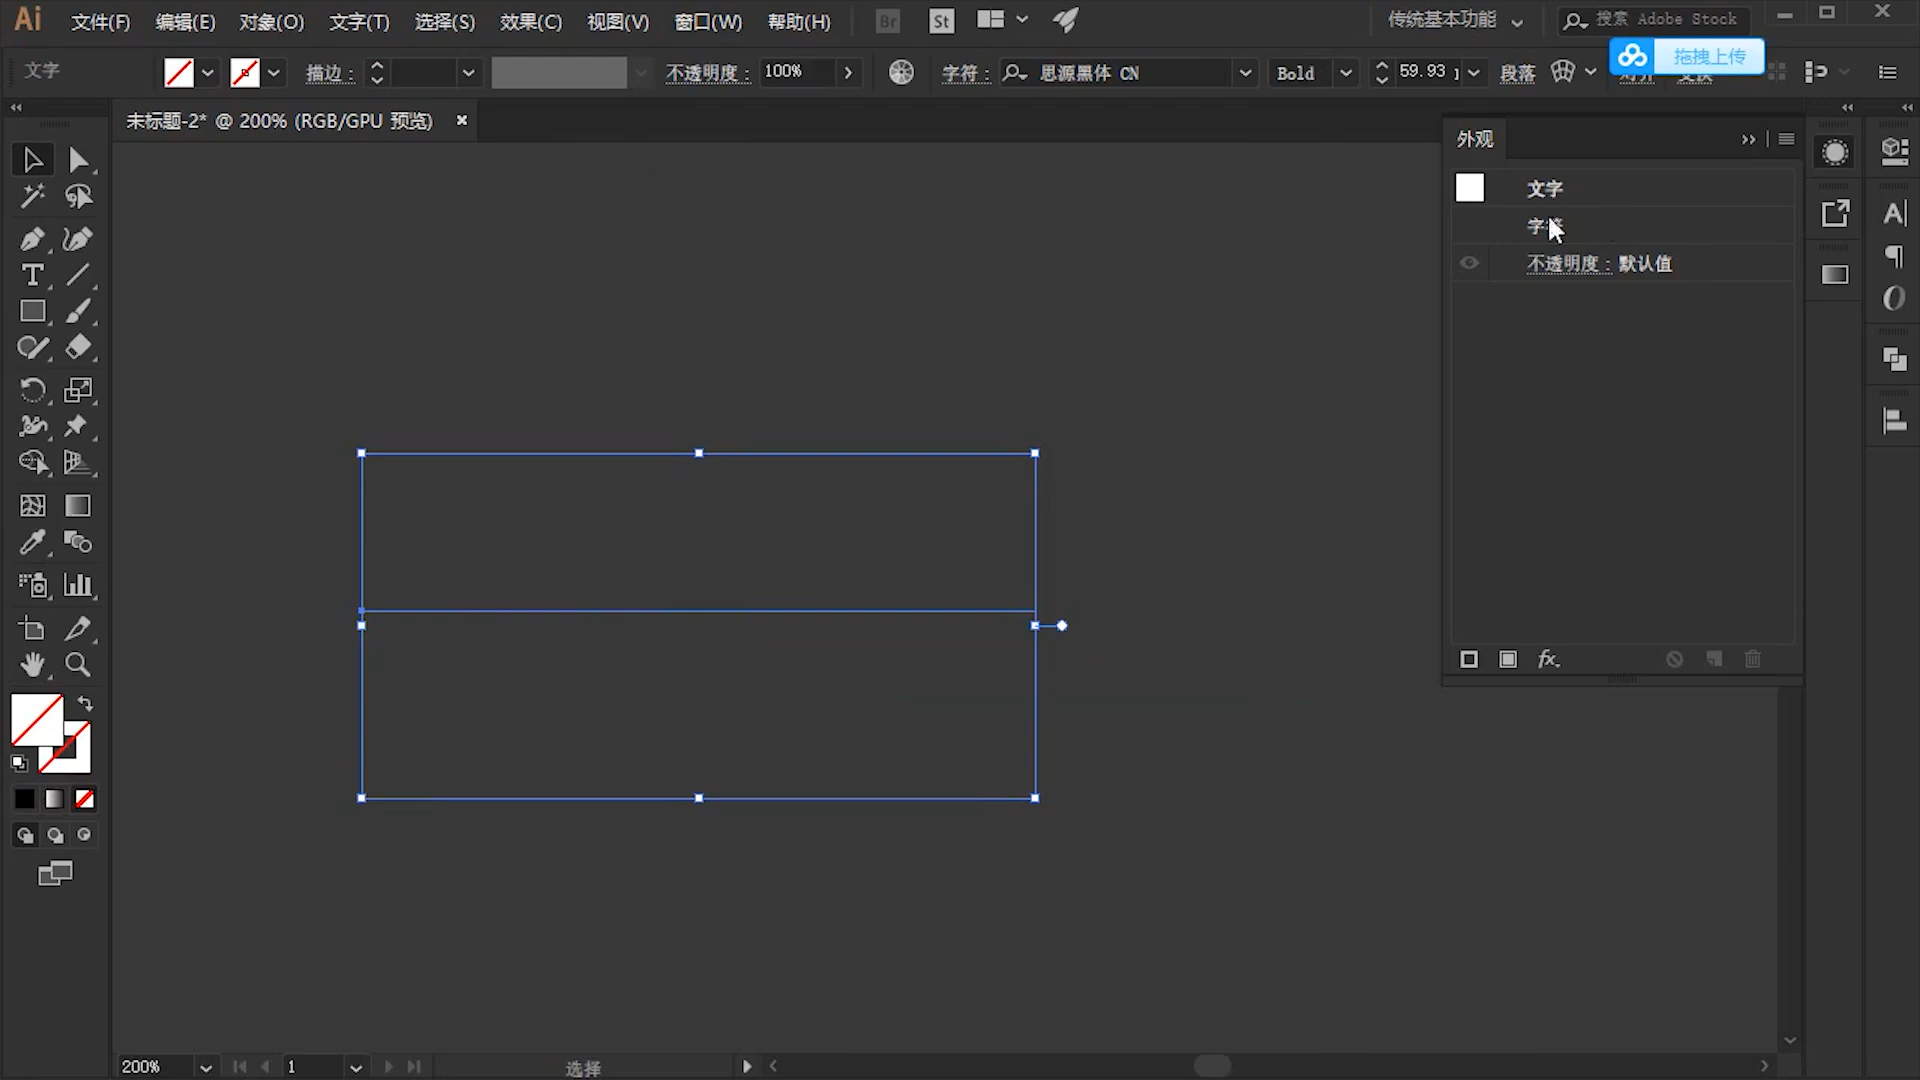 Ai 文件(F) 编辑(E) 对象(O) 文字(T) 选择(S) 效果(C) 视图(V) 窗口(W) 帮助(H) Br St 传统基本功能 搜索 Adobe Stock
文字 描边： 不透明度： 100% 字符： 思源黑体 CN Bold 59.93 段落 拖拽上传
未标题-2* @ 200% (RGB/GPU 预览)
外观
文字
不透明度：默认值
fx
200% 1 选择